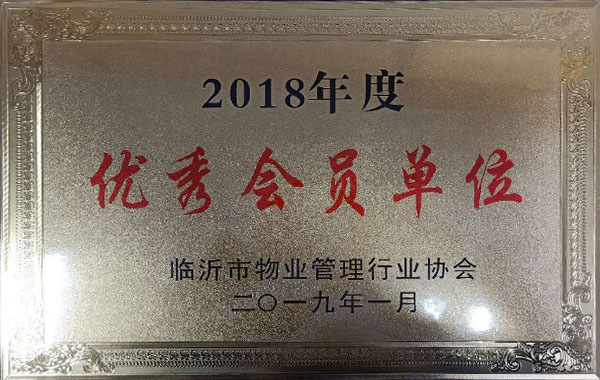 2018年度
优秀会员单位
临沂市物业管理行业协会
二〇一九年一月